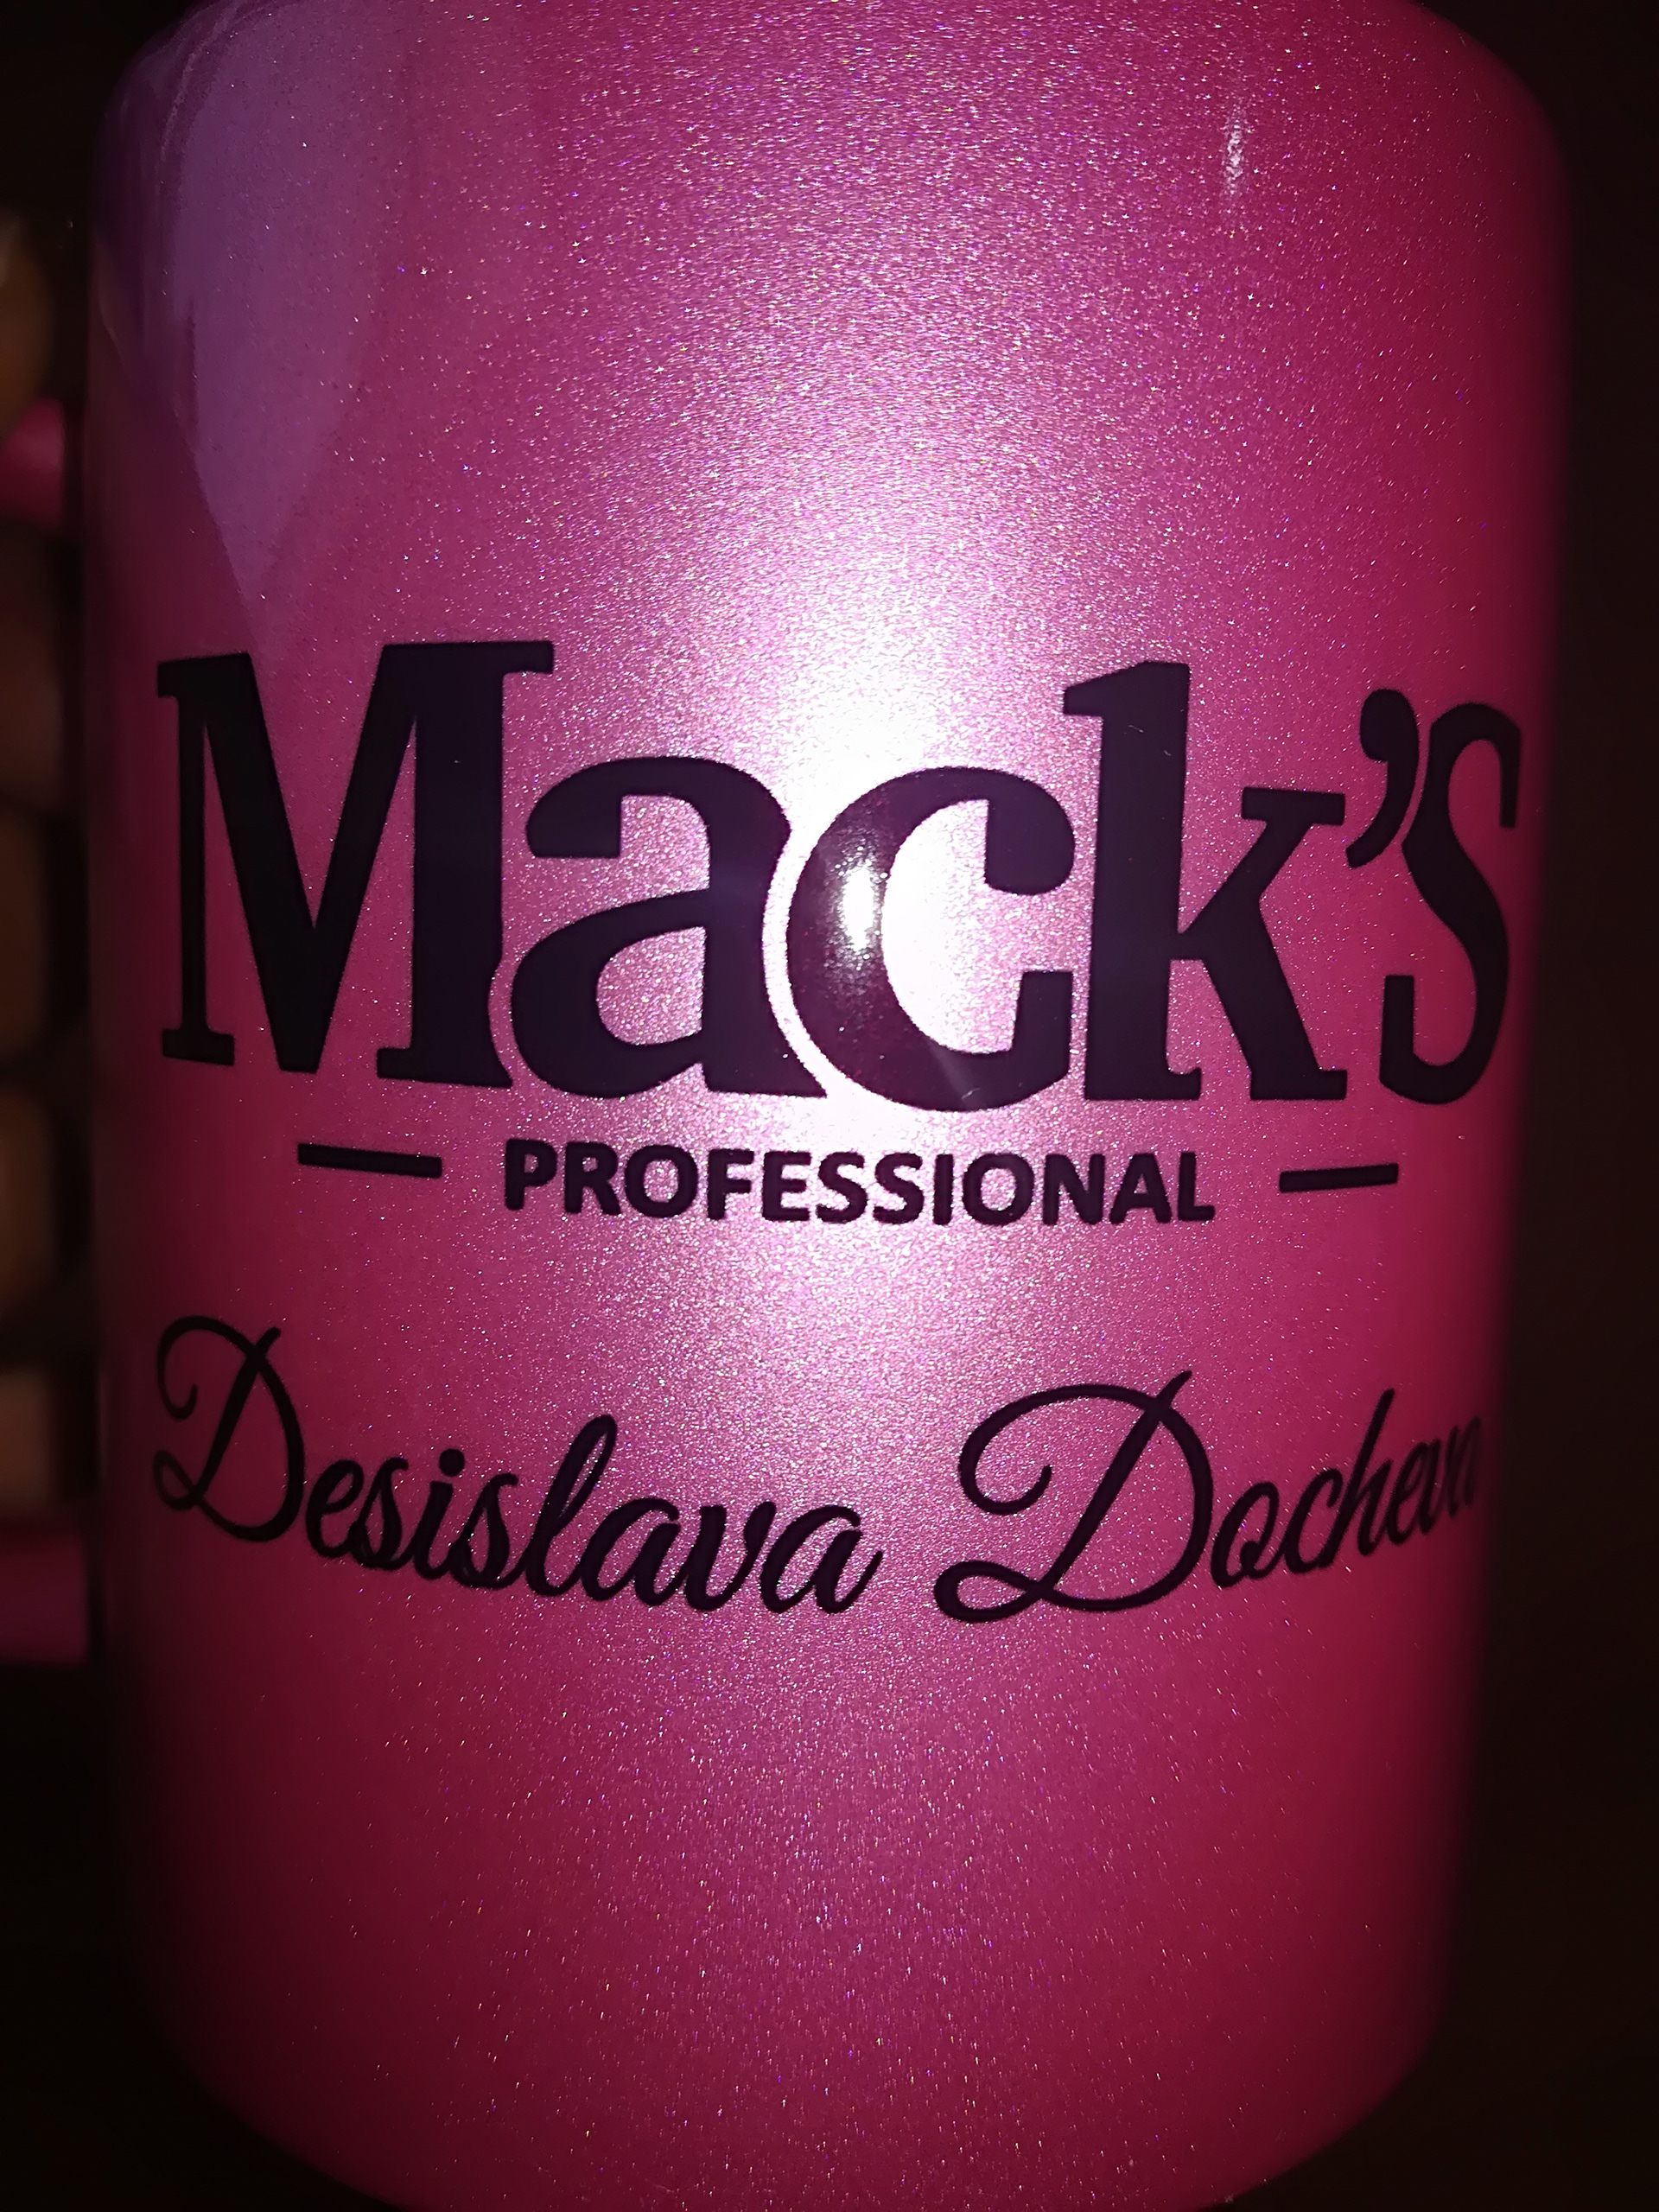 Mack's
PROFESSIONAL
Desislava Docheva